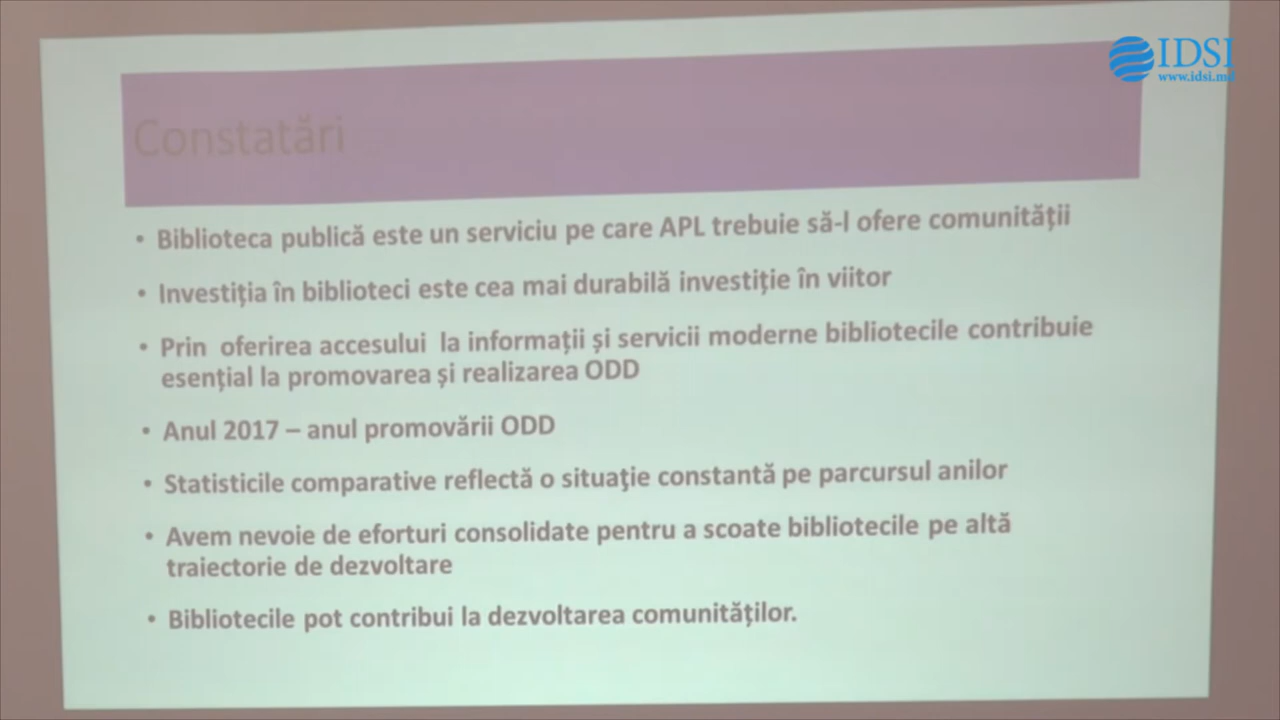 IDSI
www.idsi.md
Constatări
• Biblioteca publică este un serviciu pe care APL trebuie să-l ofere comunității
• Investiția în biblioteci este cea mai durabilă investiție în viitor
• Prin oferirea accesului la informații și servicii moderne bibliotecile contribuie
esențial la promovarea și realizarea ODD
• Anul 2017 – anul promovării ODD
• Statisticile comparative reflectă o situaţie constantă pe parcursul anilor
• Avem nevoie de eforturi consolidate pentru a scoate bibliotecile pe altă
traiectorie de dezvoltare
• Bibliotecile pot contribui la dezvoltarea comunităților.